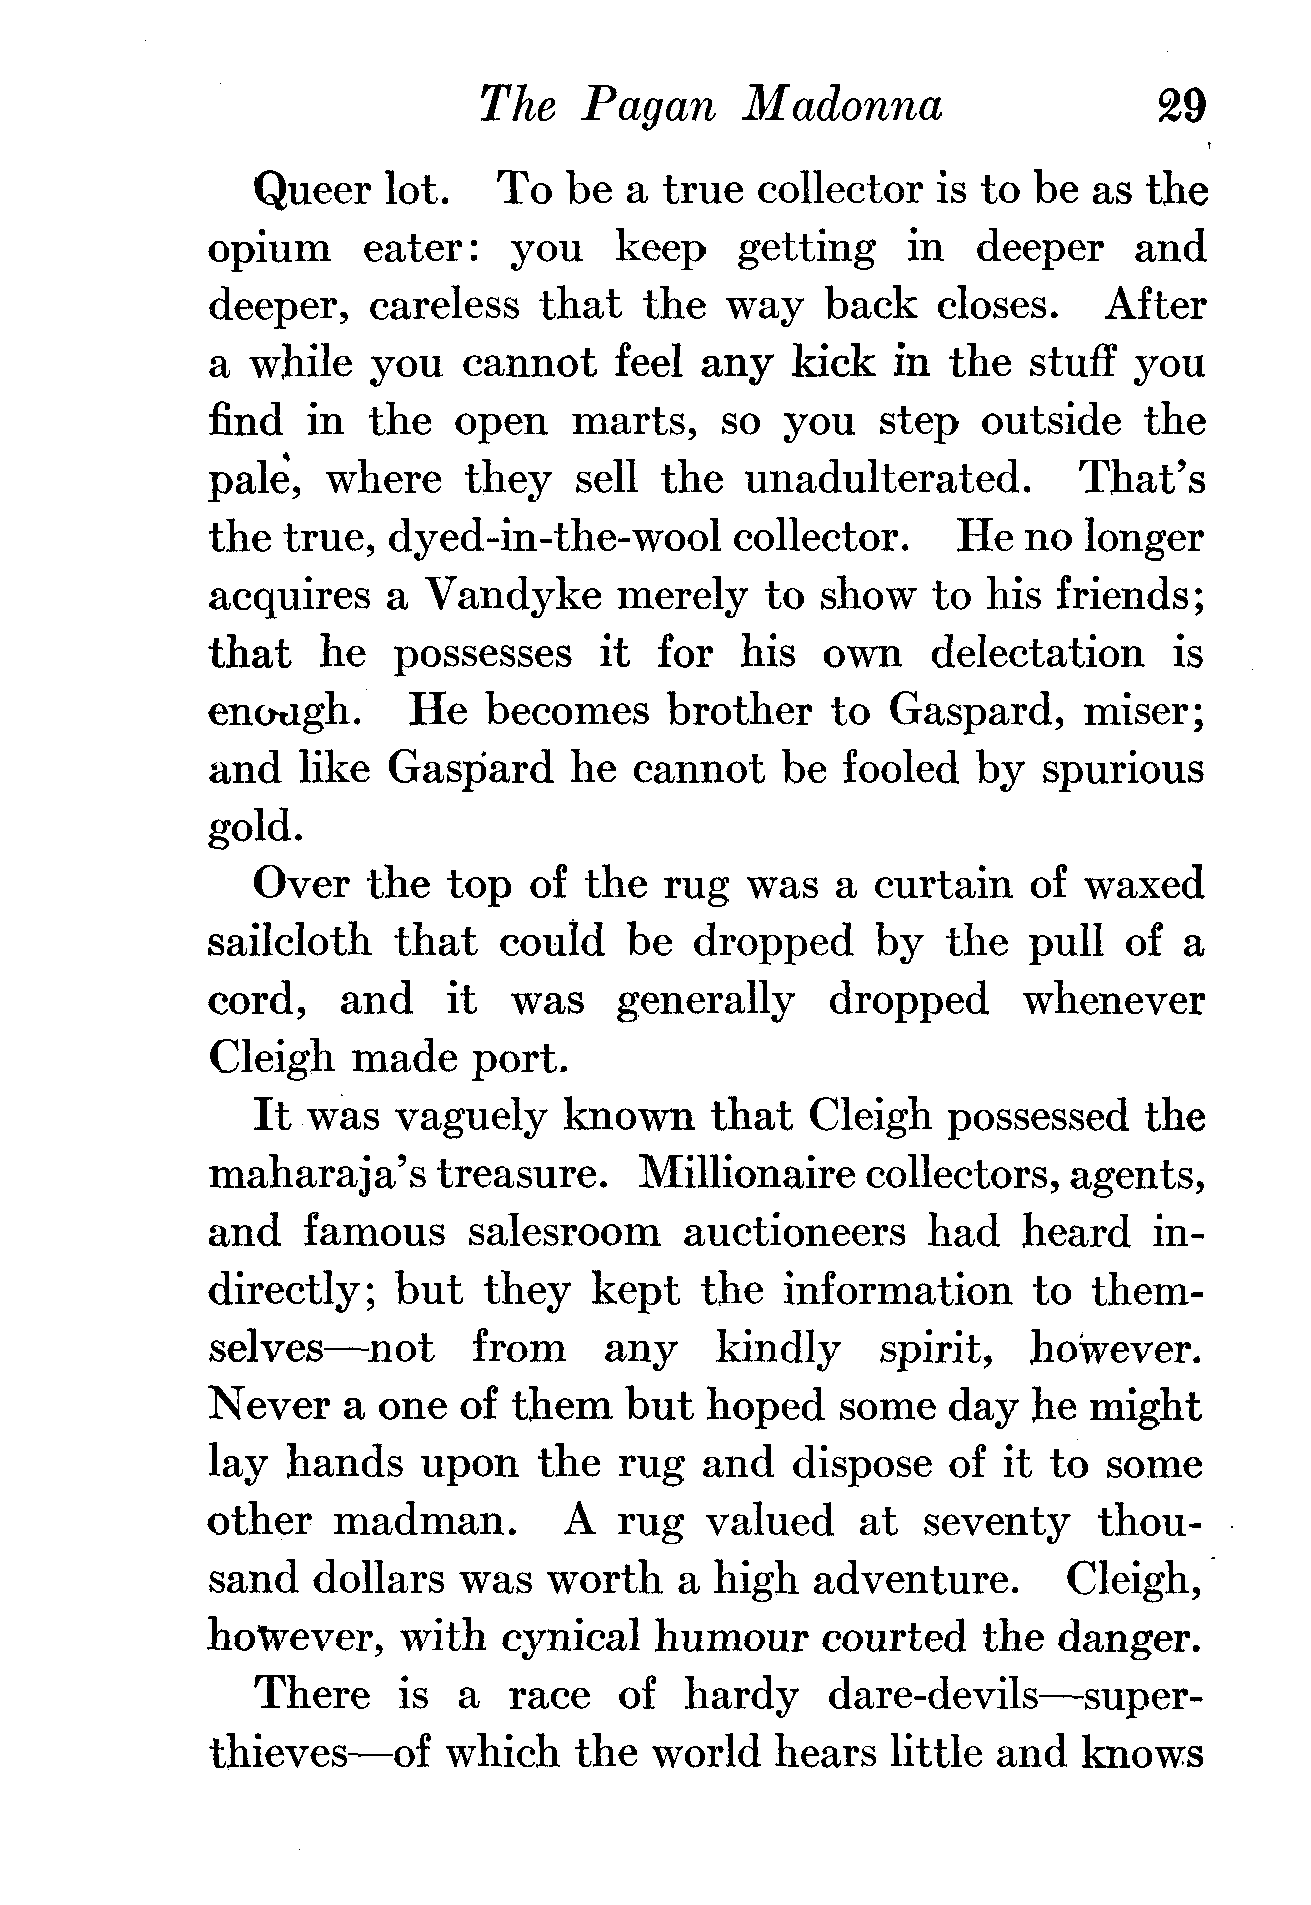 The Pagan Madonna 29
Queer lot. To be a true collector is to be as the
opium eater: you keep getting in deeper and
deeper, careless that the way back closes. After
a while you cannot feel any kick in the stuff you
find in the open marts, so you step outside the
pale, where they sell the unadulterated. That's
the true, dyed-in-the-wool collector. He no longer
acquires a Vandyke merely to show to his friends;
that he possesses it for his own delectation is
enough. He becomes brother to Gaspard, miser;
and like Gaspard he cannot be fooled by spurious
gold.
Over the top of the rug was a curtain of waxed
sailcloth that could be dropped by the pull of a
cord, and it was generally dropped whenever
Cleigh made port.
It was vaguely known that Cleigh possessed the
maharaja's treasure. Millionaire collectors, agents,
and famous salesroom auctioneers had heard in-
directly; but they kept the information to them-
selves—not from any kindly spirit, however.
Never a one of them but hoped some day he might
lay hands upon the rug and dispose of it to some
other madman. A rug valued at seventy thou-
sand dollars was worth a high adventure. Cleigh,
however, with cynical humour courted the danger.
There is a race of hardy dare-devils—super-
thieves—of which the world hears little and knows